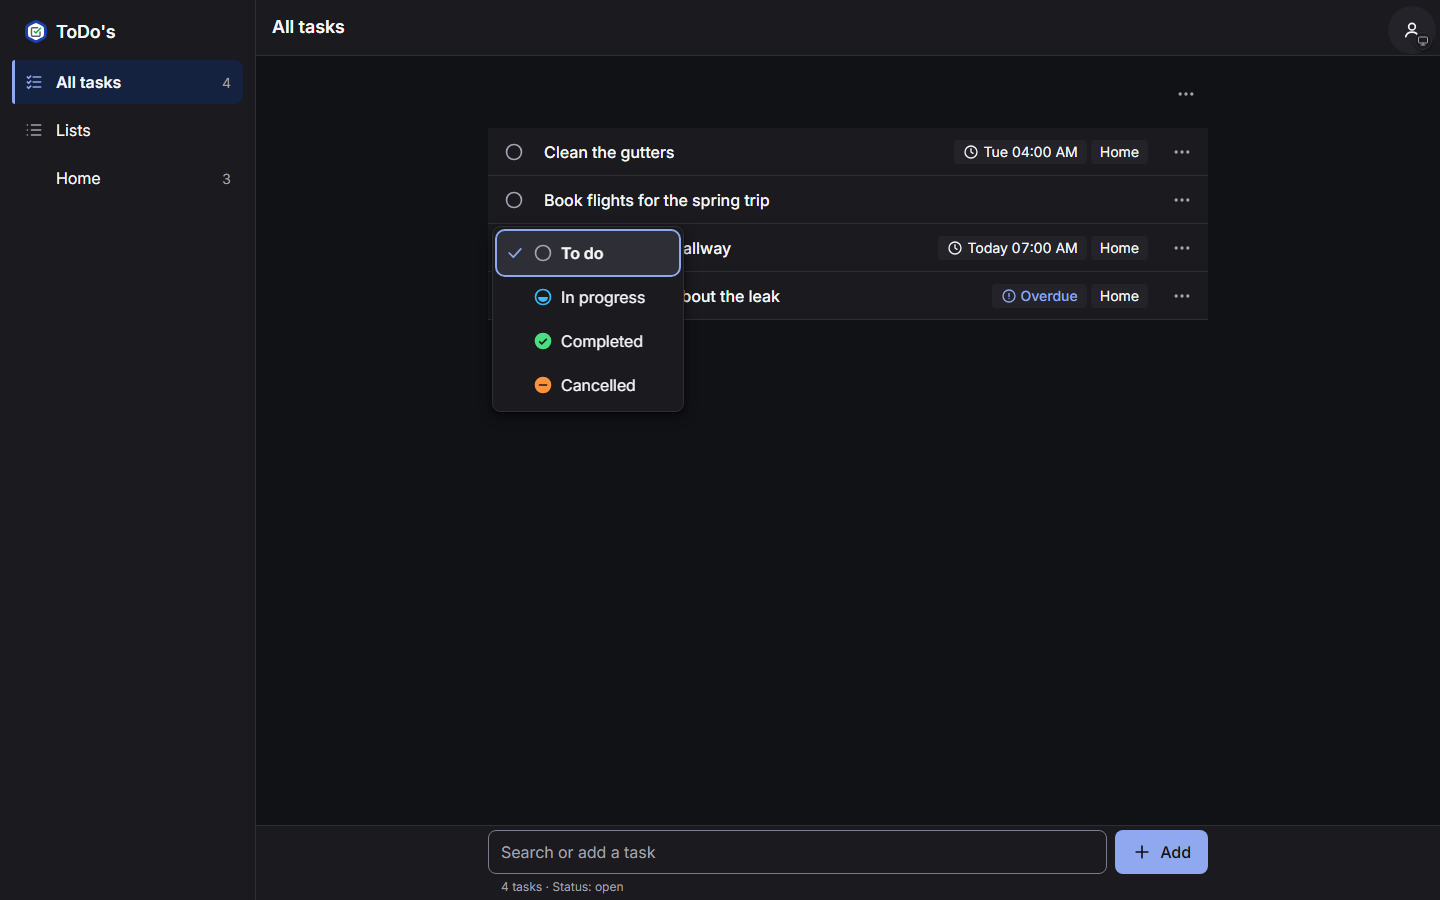 ToDo's
All tasks 4
Lists
Home 3
All tasks
Clean the gutters Tue 04:00 AM Home
Book flights for the spring trip
allway Today 07:00 AM Home
bout the leak Overdue Home
To do
In progress
Completed
Cancelled
Search or add a task
Add
4 tasks · Status: open